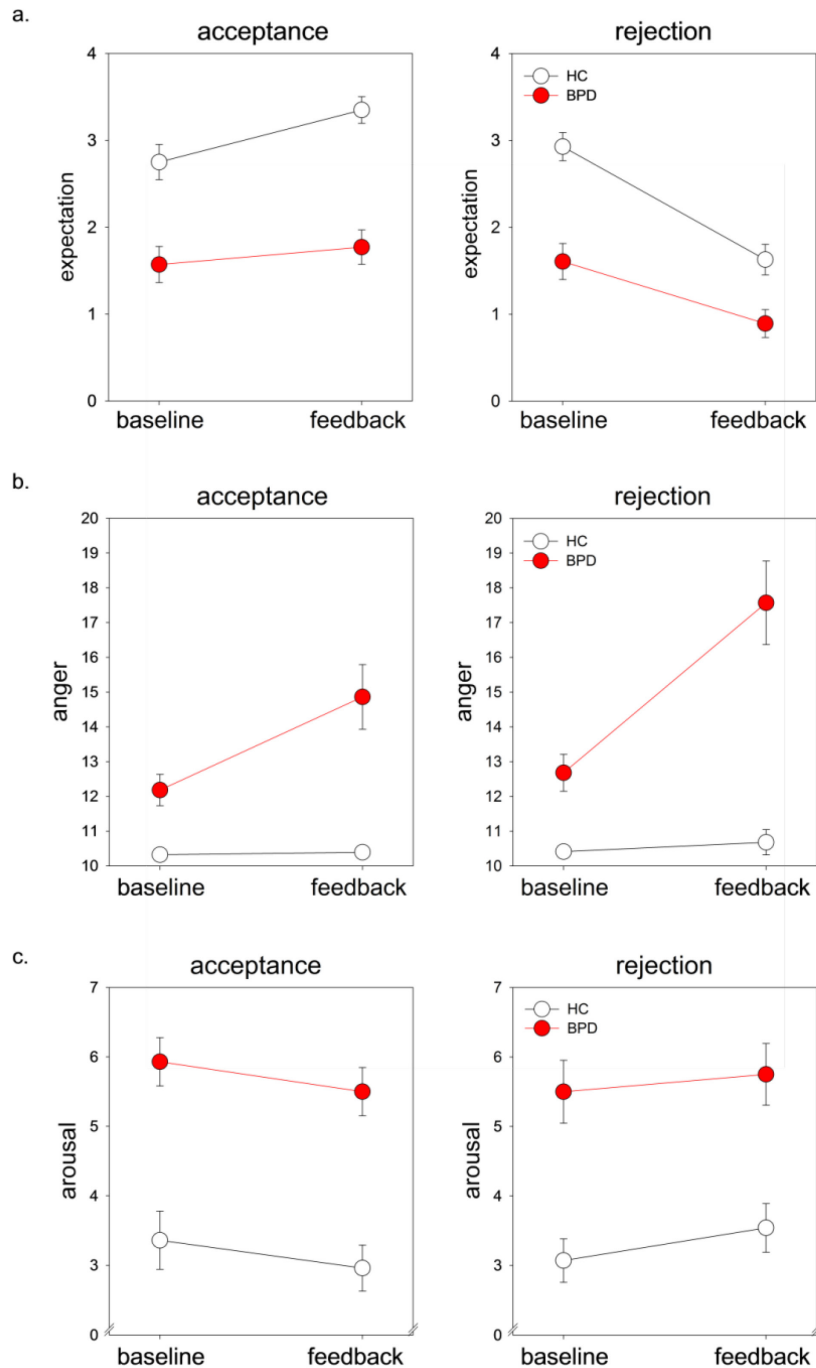 a.
acceptance
rejection
4
3
2
1
0
expectation
baseline
feedback
4
3
2
1
0
expectation
HC
BPD
baseline
feedback
b.
acceptance
rejection
20
19
18
17
16
15
14
13
12
11
10
anger
baseline
feedback
20
19
18
17
16
15
14
13
12
11
10
anger
HC
BPD
baseline
feedback
c.
acceptance
rejection
7
6
5
4
3
0
arousal
baseline
feedback
7
6
5
4
3
0
arousal
HC
BPD
baseline
feedback